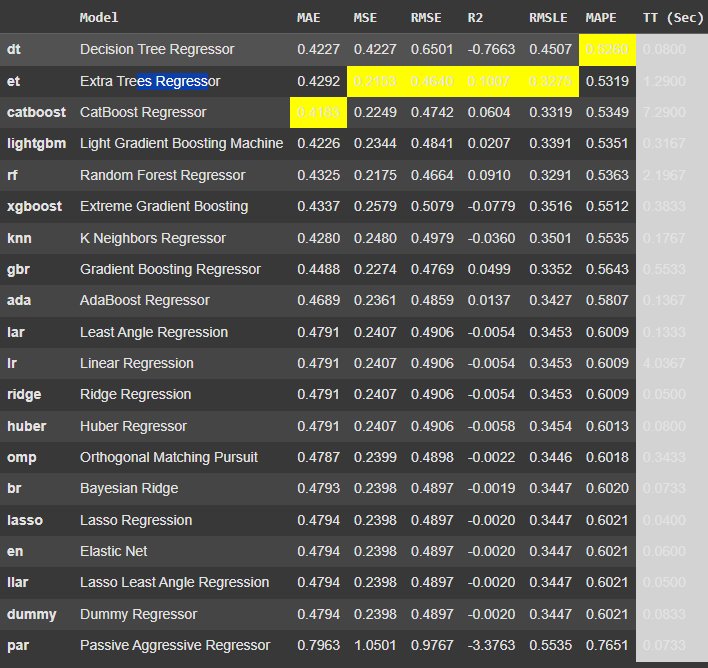 Model MAE MSE RMSE R2 RMSLE MAPE TT (Sec)
dt Decision Tree Regressor 0.4227 0.4227 0.6501 -0.7663 0.4507 0.0800
et Extra Trees Regressor 0.4292 0.5319 1.2900
catboost CatBoost Regressor 0.2249 0.4742 0.0604 0.3319 0.5349 7.2900
lightgbm Light Gradient Boosting Machine 0.4226 0.2344 0.4841 0.0207 0.3391 0.5351 0.3167
rf Random Forest Regressor 0.4325 0.2175 0.4664 0.0910 0.3291 0.5363 2.1967
xgboost Extreme Gradient Boosting 0.4337 0.2579 0.5079 -0.0779 0.3516 0.5512 0.3833
knn K Neighbors Regressor 0.4280 0.2480 0.4979 -0.0360 0.3501 0.5535 0.1767
gbr Gradient Boosting Regressor 0.4488 0.2274 0.4769 0.0499 0.3352 0.5643 0.5533
ada AdaBoost Regressor 0.4689 0.2361 0.4859 0.0137 0.3427 0.5807 0.1367
lar Least Angle Regression 0.4791 0.2407 0.4906 -0.0054 0.3453 0.6009 0.1333
lr Linear Regression 0.4791 0.2407 0.4906 -0.0054 0.3453 0.6009 4.0367
ridge Ridge Regression 0.4791 0.2407 0.4906 -0.0054 0.3453 0.6009 0.0500
huber Huber Regressor 0.4791 0.2407 0.4906 -0.0058 0.3454 0.6013 0.0800
omp Orthogonal Matching Pursuit 0.4787 0.2399 0.4898 -0.0022 0.3446 0.6018 0.3433
br Bayesian Ridge 0.4793 0.2398 0.4897 -0.0019 0.3447 0.6020 0.0733
lasso Lasso Regression 0.4794 0.2398 0.4897 -0.0020 0.3447 0.6021 0.0400
en Elastic Net 0.4794 0.2398 0.4897 -0.0020 0.3447 0.6021 0.0600
llar Lasso Least Angle Regression 0.4794 0.2398 0.4897 -0.0020 0.3447 0.6021 0.0500
dummy Dummy Regressor 0.4794 0.2398 0.4897 -0.0020 0.3447 0.6021 0.0833
par Passive Aggressive Regressor 0.7963 1.0501 0.9767 -3.3763 0.5535 0.7651 0.0733